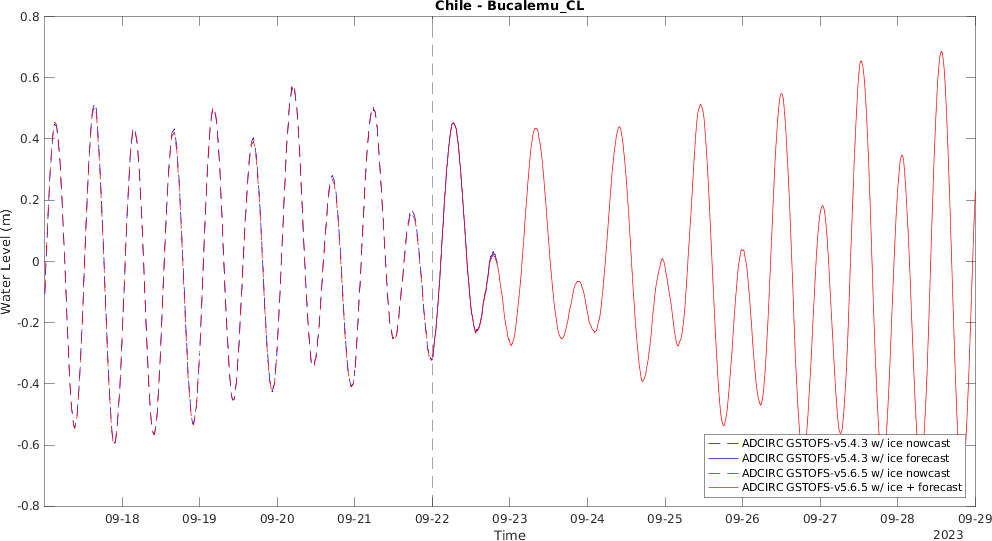 Chile - Bucalemu_CL
0.8
0.6
0.4
0.2
0
-0.2
-0.4
-0.6
-0.8
Water Level (m)
ADCIRC GSTOFS-v5.4.3 w/ ice nowcast
ADCIRC GSTOFS-v5.4.3 w/ ice forecast
ADCIRC GSTOFS-v5.6.5 w/ ice nowcast
ADCIRC GSTOFS-v5.6.5 w/ ice + forecast
09-18 09-19 09-20 09-21 09-22 09-23 09-24 09-25 09-26 09-27 09-28 09-29
Time
2023